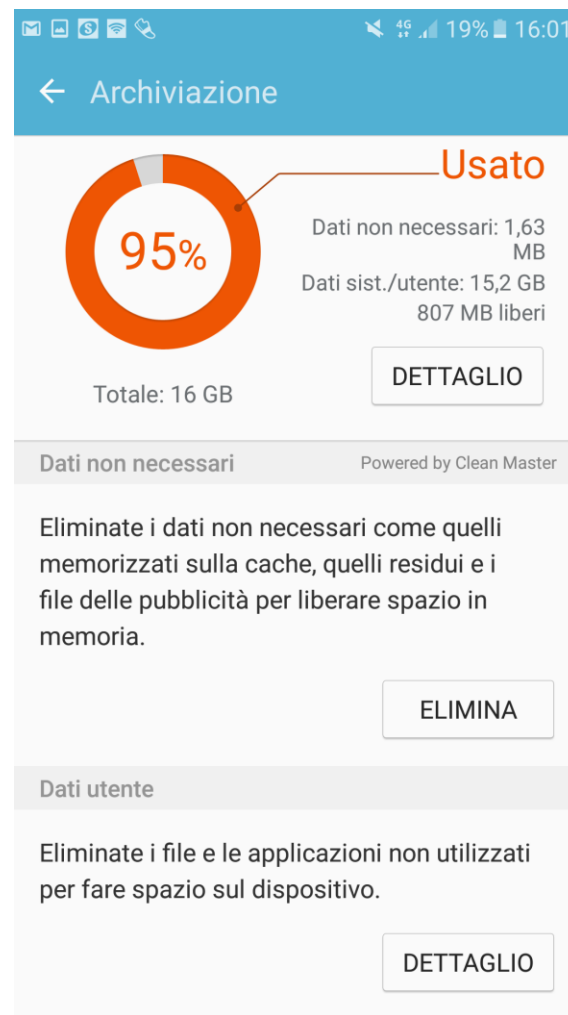 4G 19% 16:01
Archiviazione
Usato
95%
Dati non necessari: 1,63
MB
Dati sist./utente: 15,2 GB
807 MB liberi
Totale: 16 GB
DETTAGLIO
Dati non necessari
Powered by Clean Master
Eliminate i dati non necessari come quelli
memorizzati sulla cache, quelli residui e i
file delle pubblicità per liberare spazio in
memoria.
ELIMINA
Dati utente
Eliminate i file e le applicazioni non utilizzati
per fare spazio sul dispositivo.
DETTAGLIO